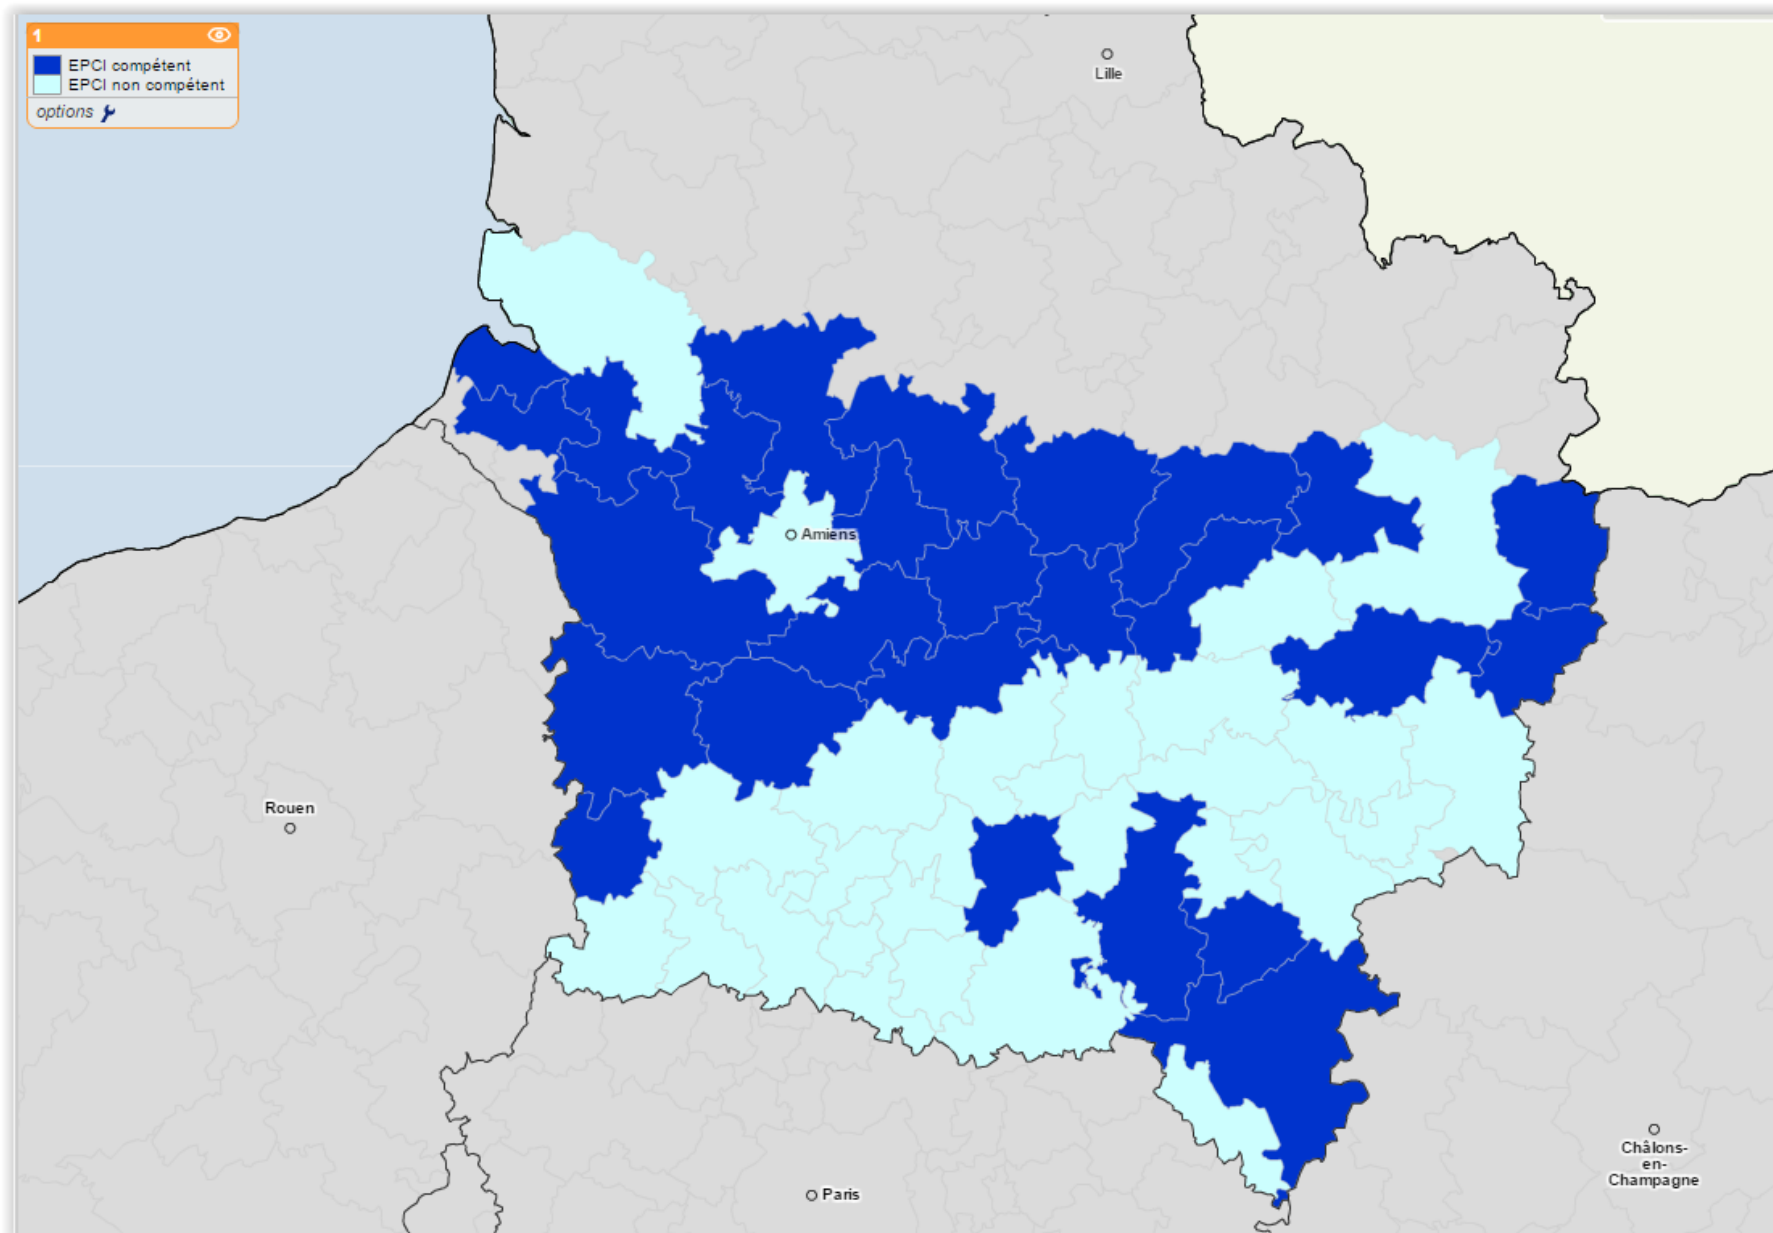 1
EPCI compétent
EPCI non compétent
options
Lille
Amiens
Rouen
Paris
Châlons-
en-
Champagne